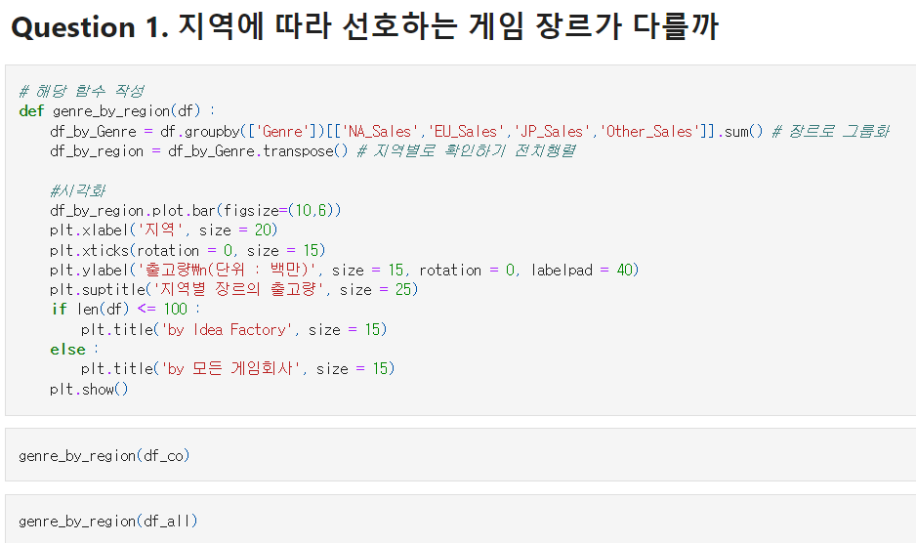 Question 1. 지역에 따라 선호하는 게임 장르가 다를까
# 해당 함수 작성
def genre_by_region(df) :
    df_by_Genre = df.groupby(['Genre'])[['NA_Sales','EU_Sales','JP_Sales','Other_Sales']].sum() # 장르로 그룹화
    df_by_region = df_by_Genre.transpose() # 지역별로 확인하기 전치행렬
    #시각화
    df_by_region.plot.bar(figsize=(10,6))
    plt.xlabel('지역', size = 20)
    plt.xticks(rotation = 0, size = 15)
    plt.ylabel('출고량₩n(단위 : 백만)', size = 15, rotation = 0, labelpad = 40)
    plt.suptitle('지역별 장르의 출고량', size = 25)
    if len(df) <= 100 :
        plt.title('by Idea Factory', size = 15)
    else :
        plt.title('by 모든 게임회사', size = 15)
    plt.show()
genre_by_region(df_co)
genre_by_region(df_all)